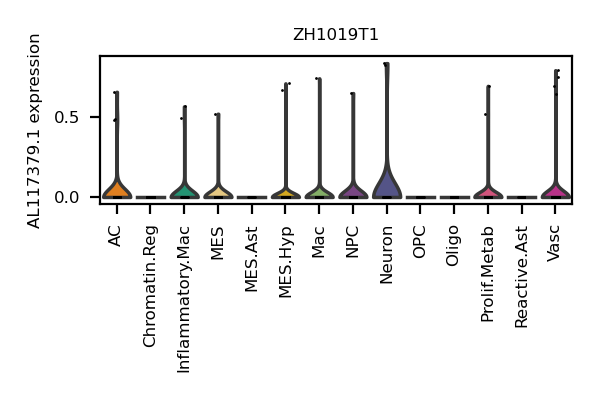 ZH1019T1
AL117379.1 expression
0.5
0.0
AC
Chromatin.Reg
Inflammatory.Mac
MES
MES.Ast
MES.Hyp
Mac
NPC
Neuron
OPC
Oligo
Prolif.Metab
Reactive.Ast
Vasc